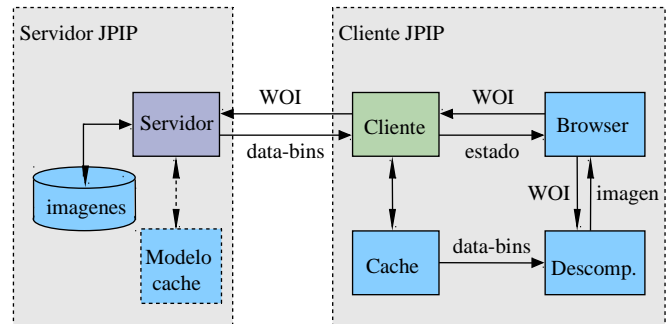 Servidor JPIP
Cliente JPIP
WOI
WOI
Servidor
Cliente
Browser
data-bins
estado
imagenes
WOI
imagen
Modelo
cache
Cache
data-bins
Descomp.